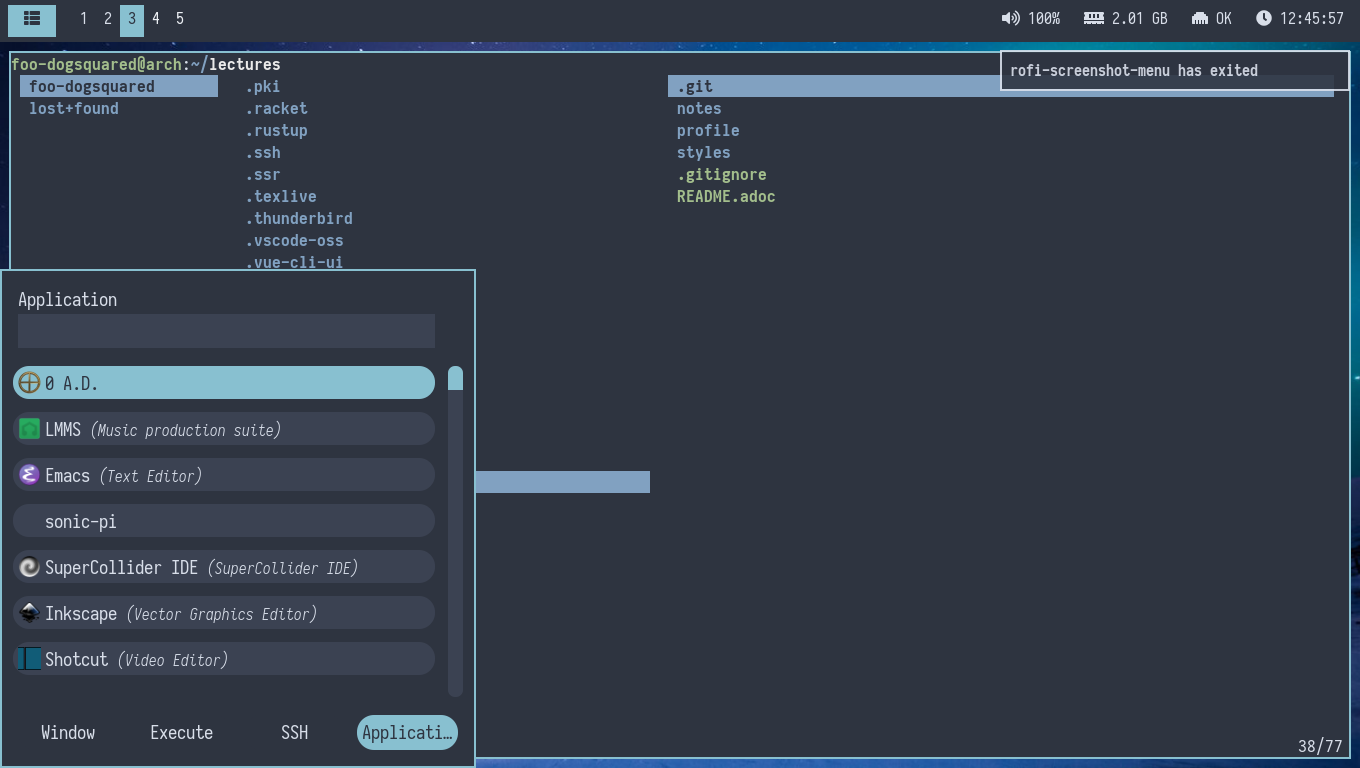 1 2 3 4 5 100% 2.01 GB OK 12:45:57
foo-dogsquared@arch:~/lectures
rofi-screenshot-menu has exited
foo-dogsquared .pki .git
lost+found .racket notes
.rustup profile
.ssh styles
.ssr .gitignore
.texlive README.adoc
.thunderbird
.vscode-oss
.vue-cli-ui
Application
0 A.D.
LMMS (Music production suite)
Emacs (Text Editor)
sonic-pi
SuperCollider IDE (SuperCollider IDE)
Inkscape (Vector Graphics Editor)
Shotcut (Video Editor)
Window Execute SSH Applicati…
38/77